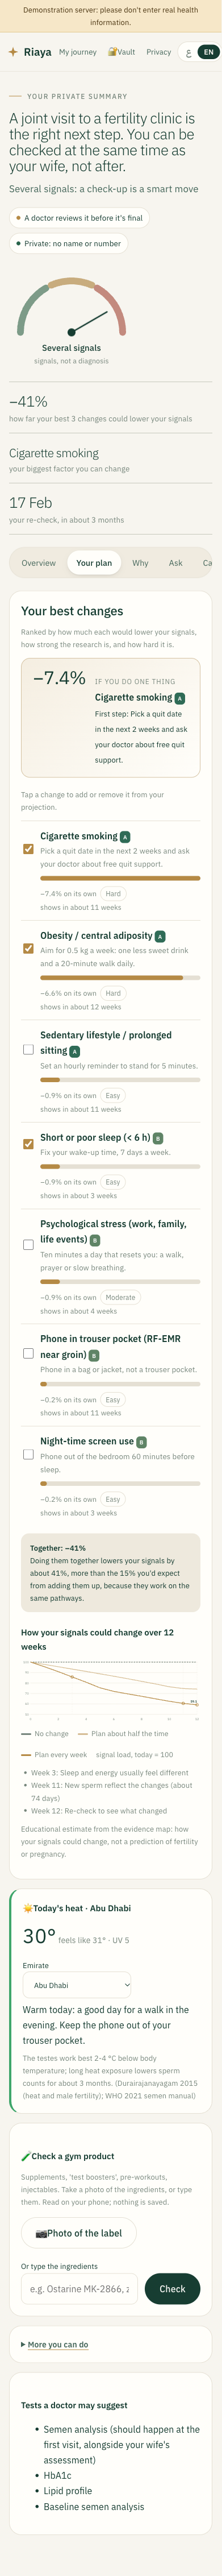 Demonstration server: please don't enter real health
information.
Riaya
My journey
Vault
Privacy
ع
EN
YOUR PRIVATE SUMMARY
A joint visit to a fertility clinic is
the right next step. You can be
checked at the same time as
your wife, not after.
Several signals: a check-up is a smart move
A doctor reviews it before it's final
Private: no name or number
Several signals
signals, not a diagnosis
−41%
how far your best 3 changes could lower your signals
Cigarette smoking
your biggest factor you can change
17 Feb
your re-check, in about 3 months
Overview
Your plan
Why
Ask
Ca
Your best changes
Ranked by how much each would lower your signals,
how strong the research is, and how hard it is.
−7.4%
IF YOU DO ONE THING
Cigarette smoking A
First step: Pick a quit date
in the next 2 weeks and ask
your doctor about free quit
support.
Tap a change to add or remove it from your
projection.
Cigarette smoking A
Pick a quit date in the next 2 weeks and ask
your doctor about free quit support.
−7.4% on its own Hard
shows in about 11 weeks
Obesity / central adiposity A
Aim for 0.5 kg a week: one less sweet drink
and a 20-minute walk daily.
−6.6% on its own Hard
shows in about 12 weeks
Sedentary lifestyle / prolonged
sitting A
Set an hourly reminder to stand for 5 minutes.
−0.9% on its own Easy
shows in about 11 weeks
Short or poor sleep (< 6 h) B
Fix your wake-up time, 7 days a week.
−0.9% on its own Easy
shows in about 3 weeks
Psychological stress (work, family,
life events) B
Ten minutes a day that resets you: a walk,
prayer or slow breathing.
−0.9% on its own Moderate
shows in about 4 weeks
Phone in trouser pocket (RF-EMR
near groin) B
Phone in a bag or jacket, not a trouser pocket.
−0.2% on its own Easy
shows in about 11 weeks
Night-time screen use B
Phone out of the bedroom 60 minutes before
sleep.
−0.2% on its own Easy
shows in about 3 weeks
Together: −41%
Doing them together lowers your signals by
about 41%, more than the 15% you'd expect
from adding them up, because they work on the
same pathways.
How your signals could change over 12
weeks
No change
Plan about half the time
Plan every week
signal load, today = 100
Week 3: Sleep and energy usually feel different
Week 11: New sperm reflect the changes (about
74 days)
Week 12: Re-check to see what changed
Educational estimate from the evidence map: how
your signals could change, not a prediction of fertility
or pregnancy.
Today's heat · Abu Dhabi
30° feels like 31° · UV 5
Emirate
Abu Dhabi
Warm today: a good day for a walk in the
evening. Keep the phone out of your
trouser pocket.
The testes work best 2-4 °C below body
temperature; long heat exposure lowers sperm
counts for about 3 months. (Durairajanayagam 2015
(heat and male fertility); WHO 2021 semen manual)
Check a gym product
Supplements, 'test boosters', pre-workouts,
injectables. Take a photo of the ingredients, or type
them. Read on your phone; nothing is saved.
Photo of the label
Or type the ingredients
e.g. Ostarine MK-2866,
Check
More you can do
Tests a doctor may suggest
Semen analysis (should happen at the
first visit, alongside your wife's
assessment)
HbA1c
Lipid profile
Baseline semen analysis